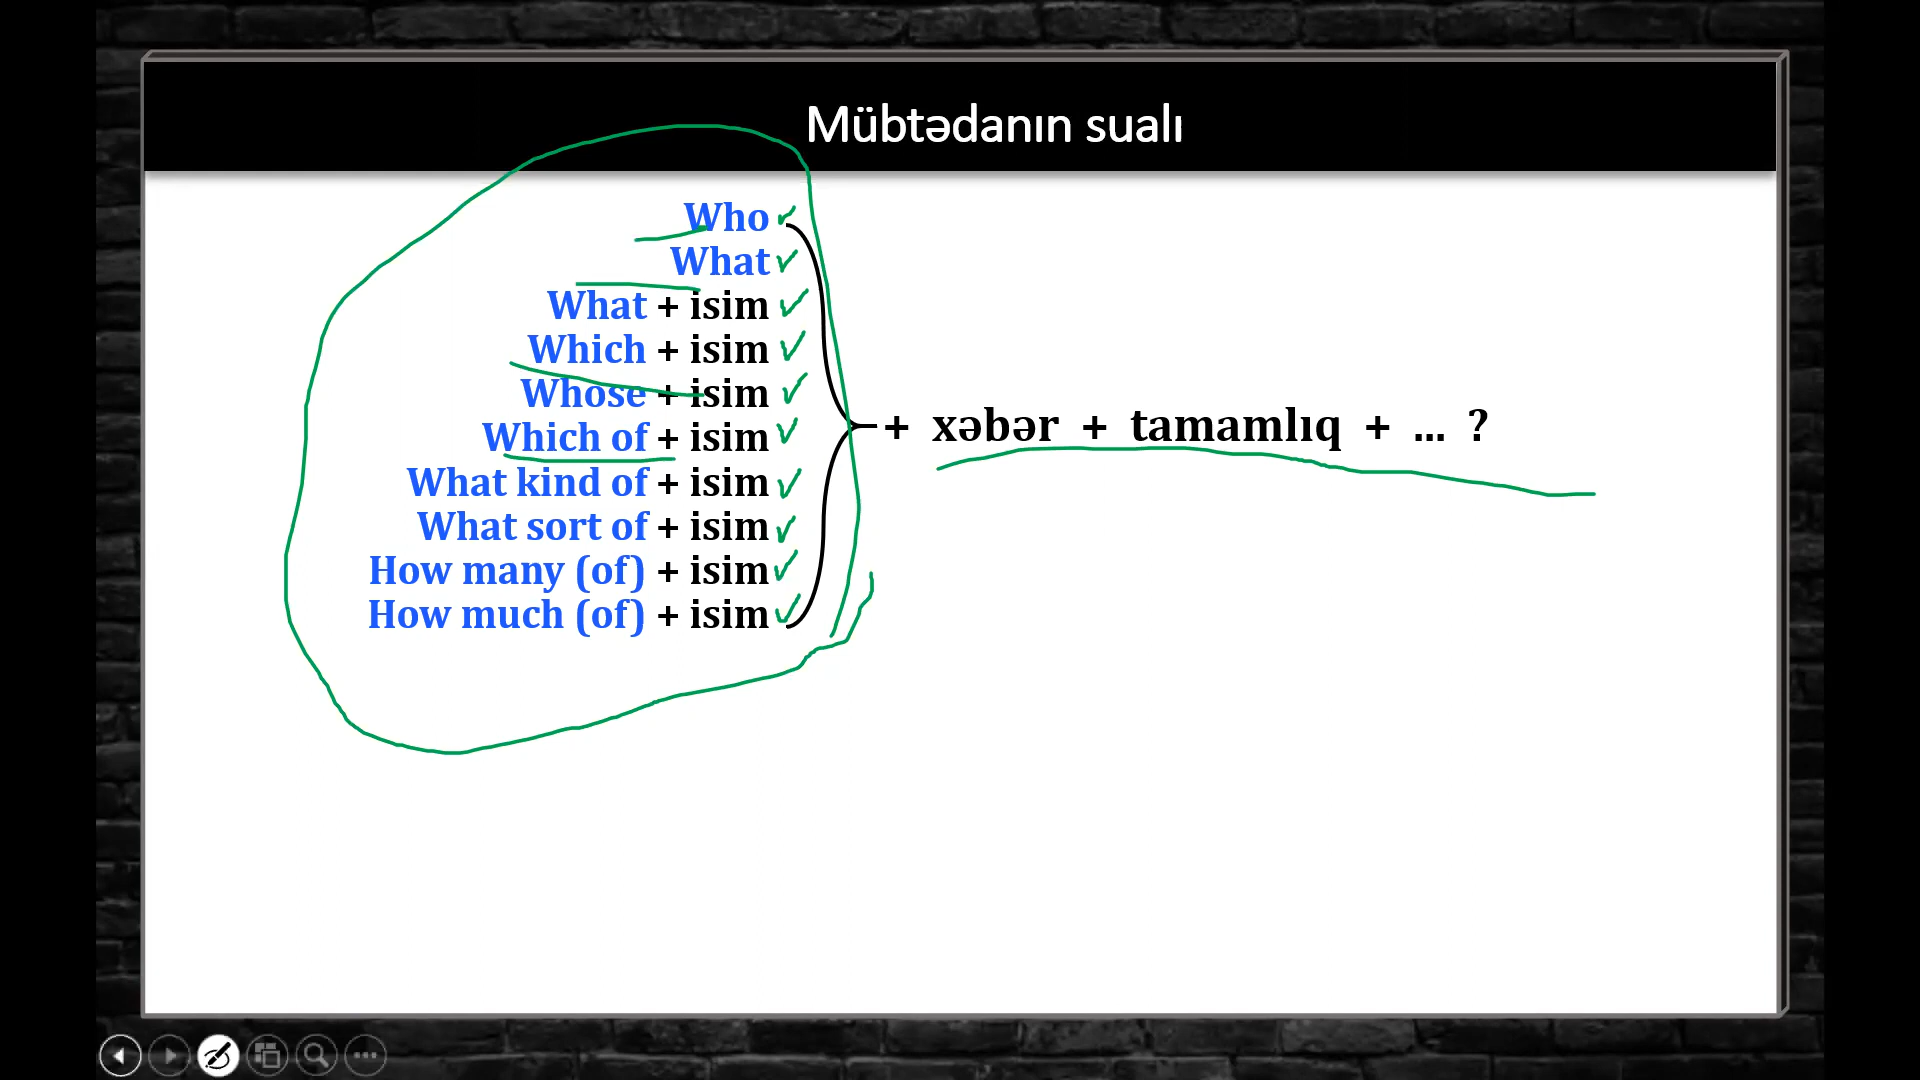 Mübtədanın sualı
Who
What
What + isim
Which + isim
Whose + isim
Which of + isim
What kind of + isim
What sort of + isim
How many (of) + isim
How much (of) + isim
+ xəbər + tamamlıq + ... ?